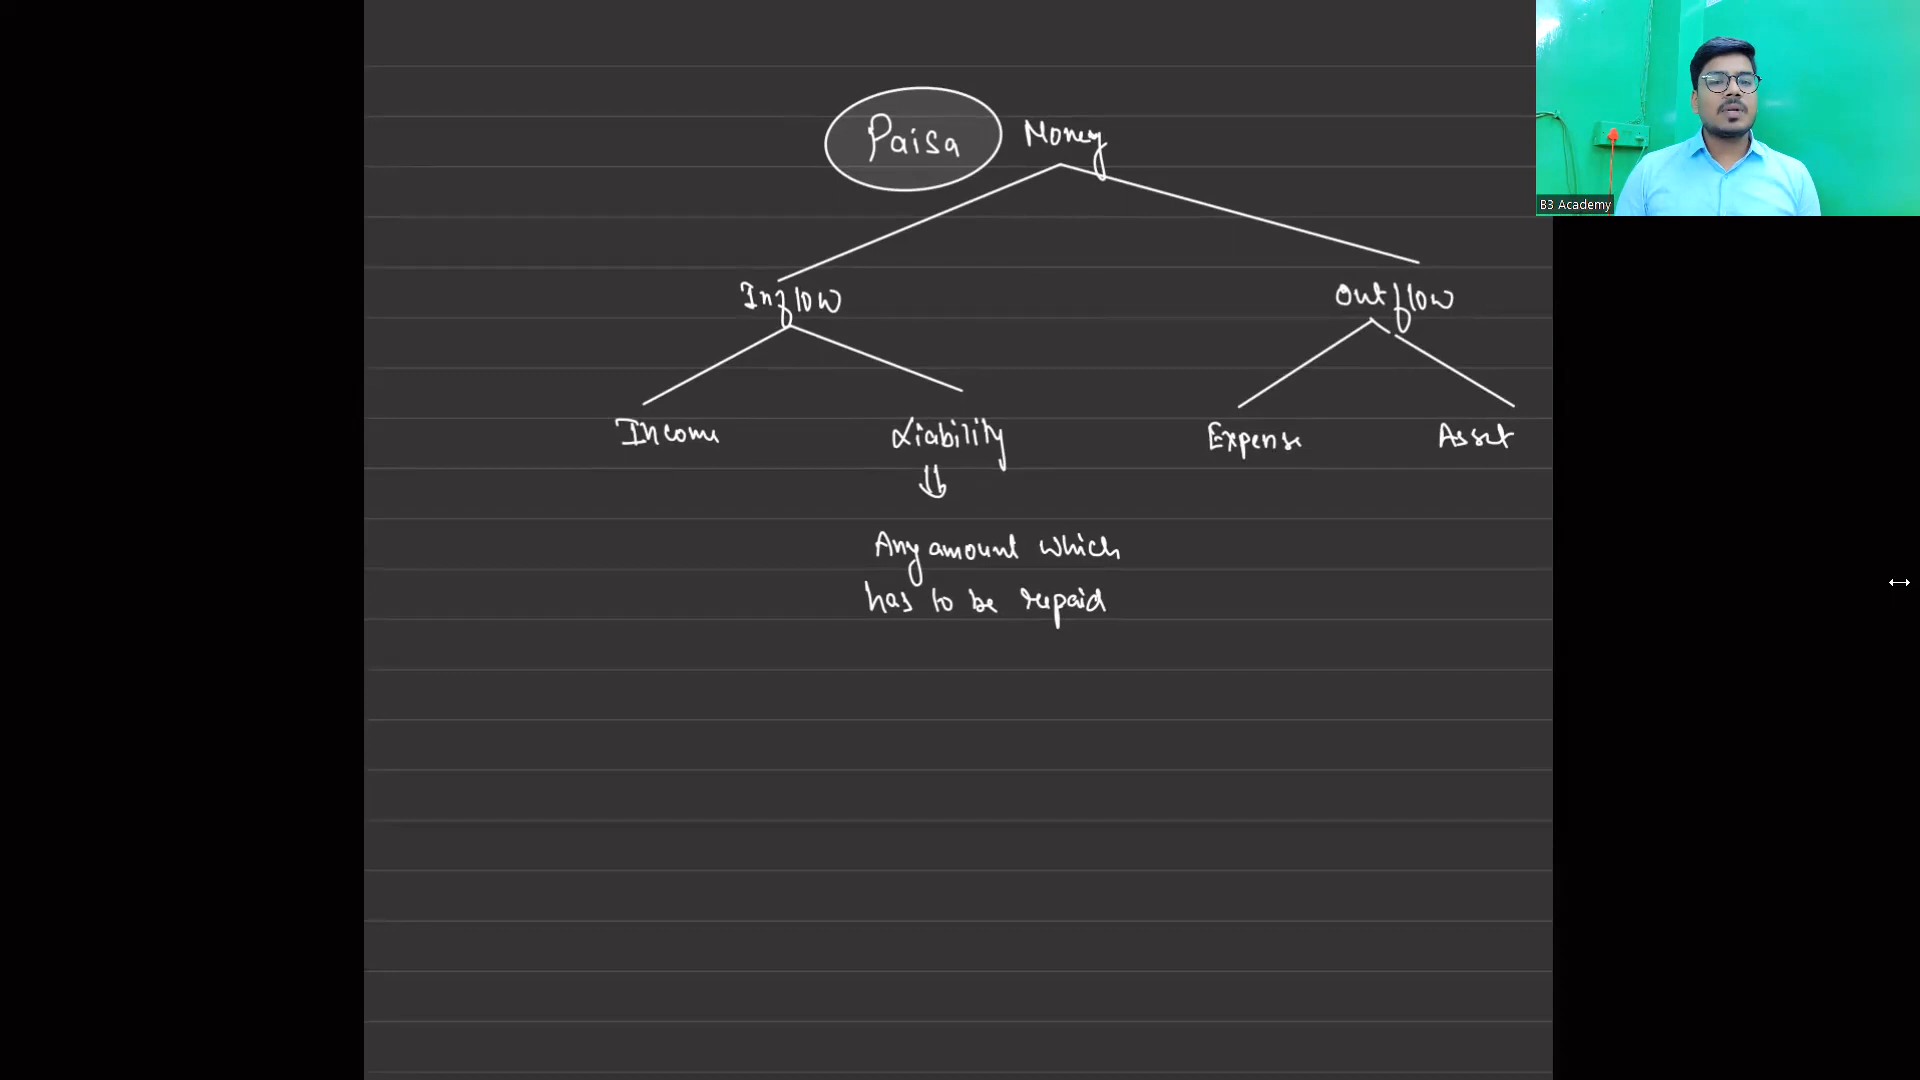 Paisa Money
Inflow Outflow
Income Liability Expense Asset
Any amount which
has to be repaid
B3 Academy